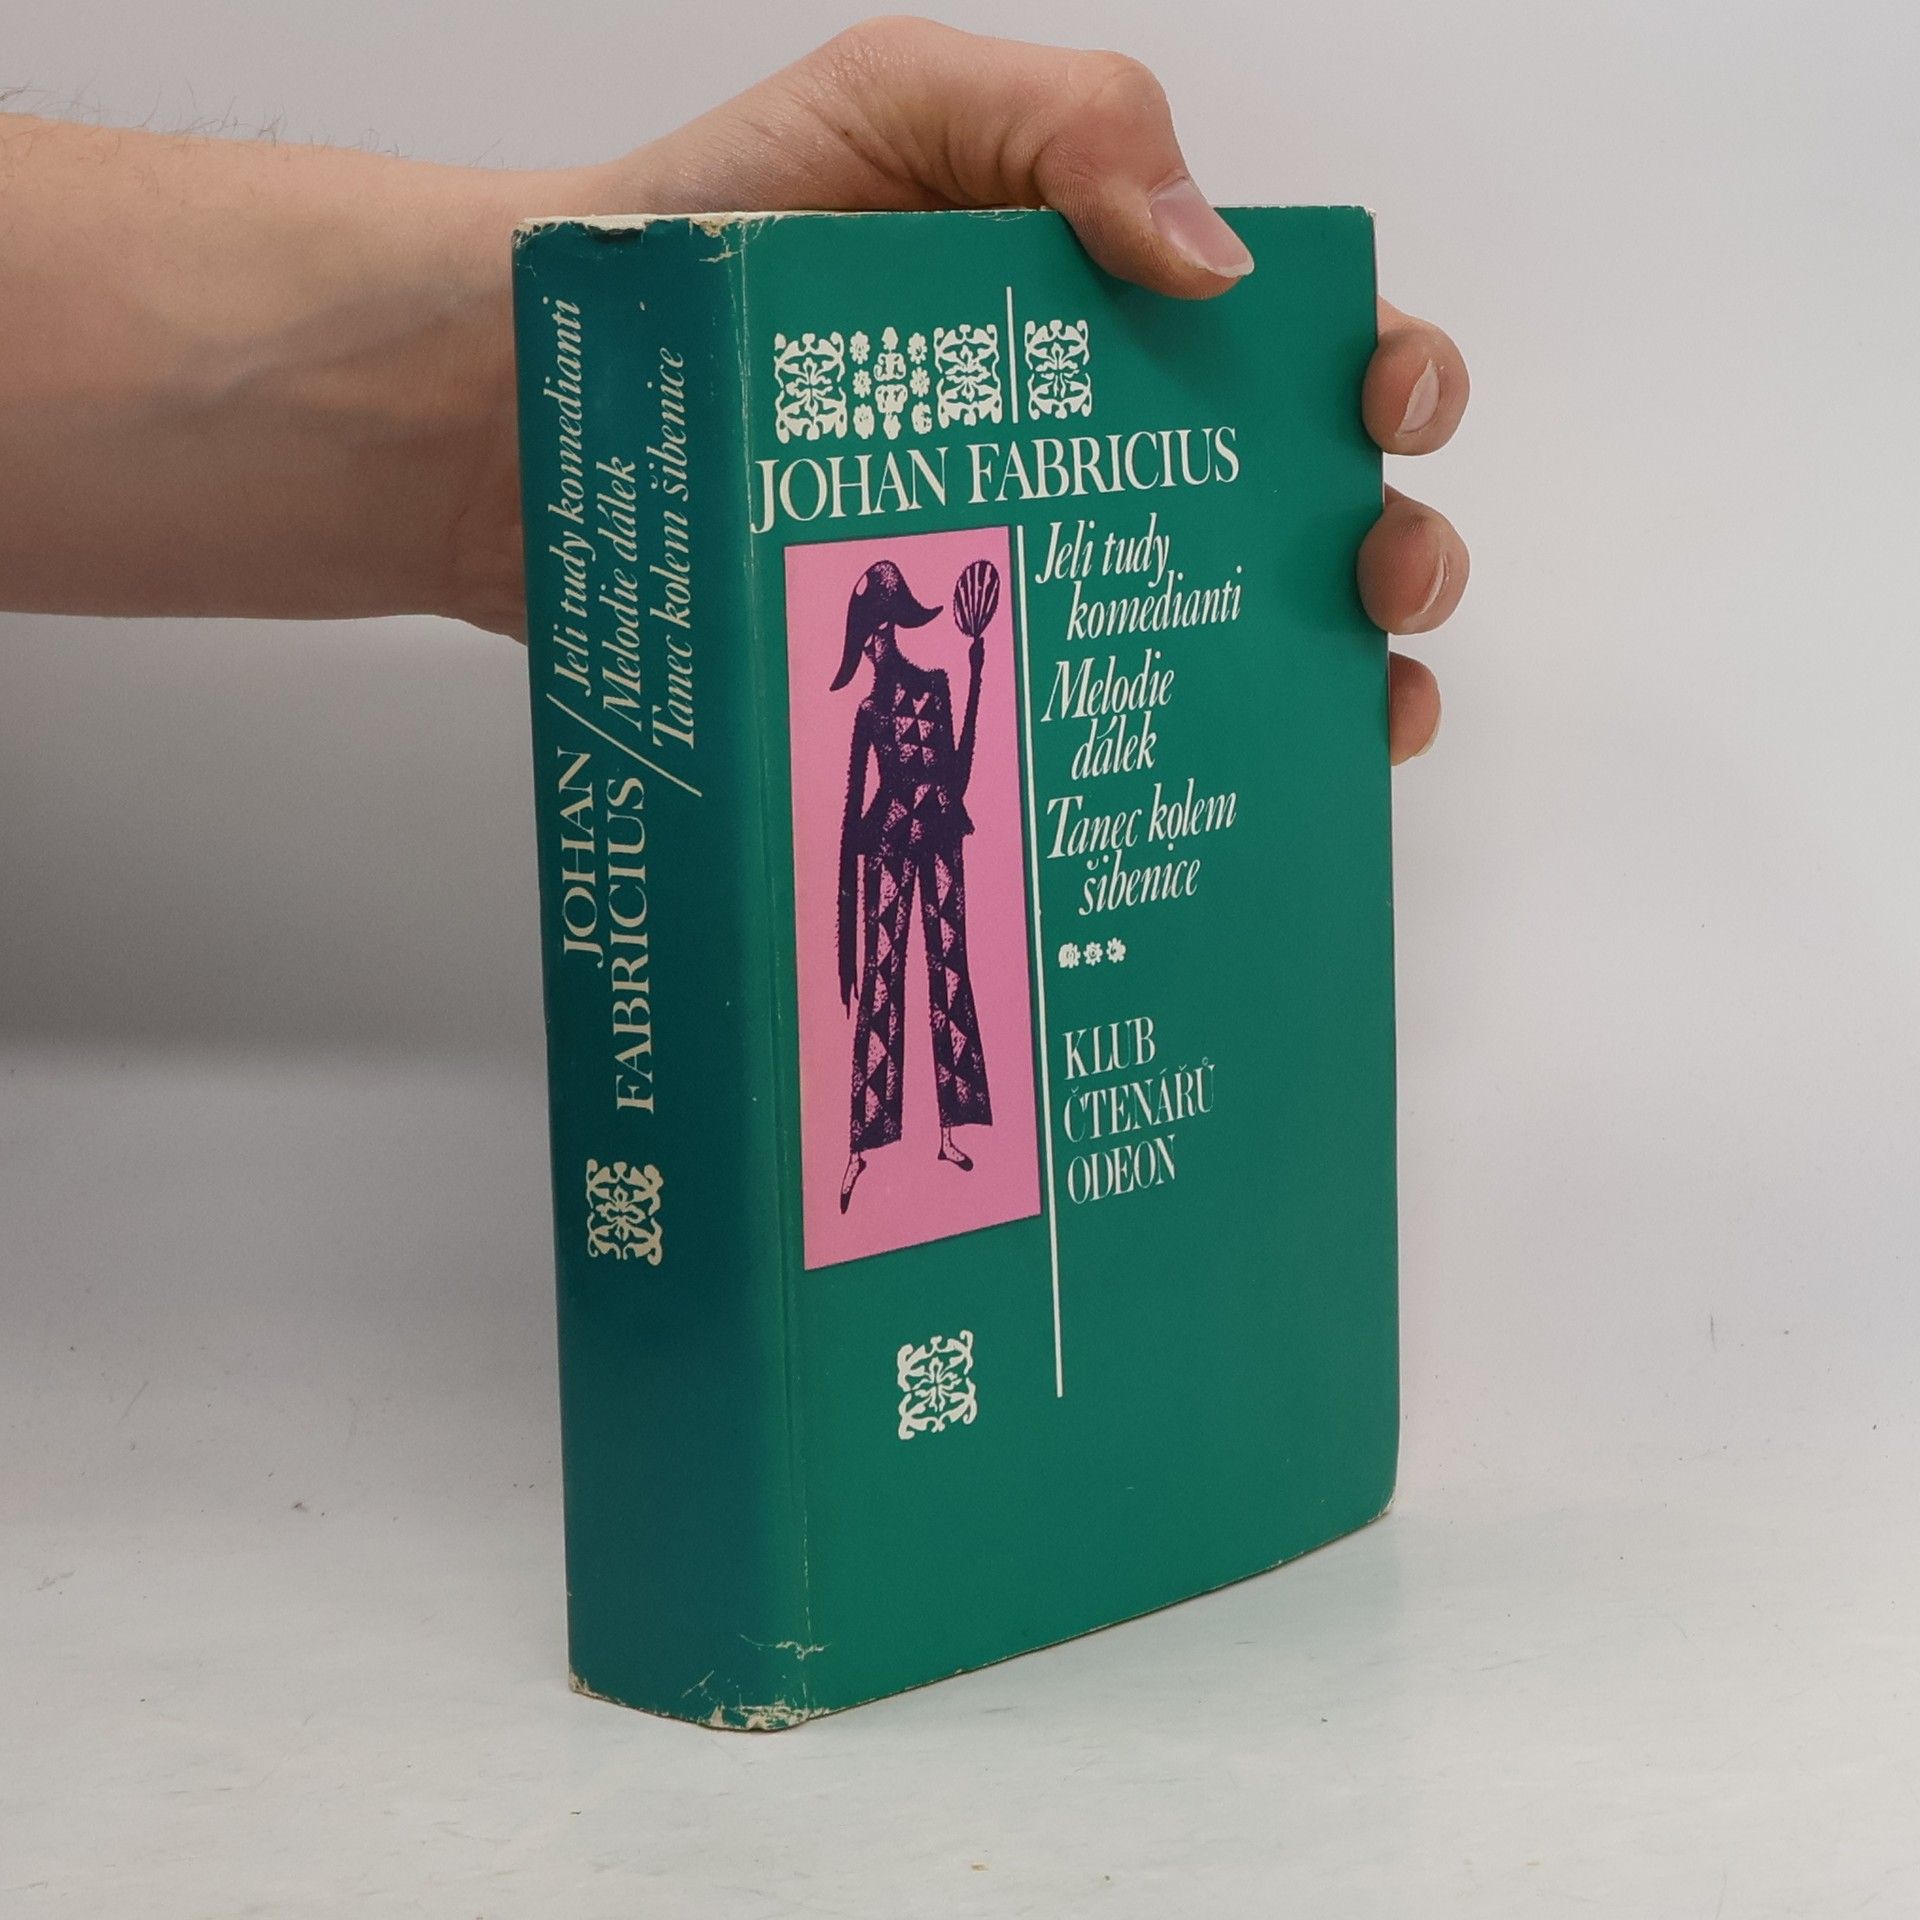 JOHAN
FABRICIUS
Jeli tudy komedianti
Melodie dálek
Tanec kolem šibenice
JOHAN FABRICIUS
Jeli tudy
komedianti
Melodie
dálek
Tanec kolem
šibenice
KLUB
ČTENÁŘŮ
ODEON